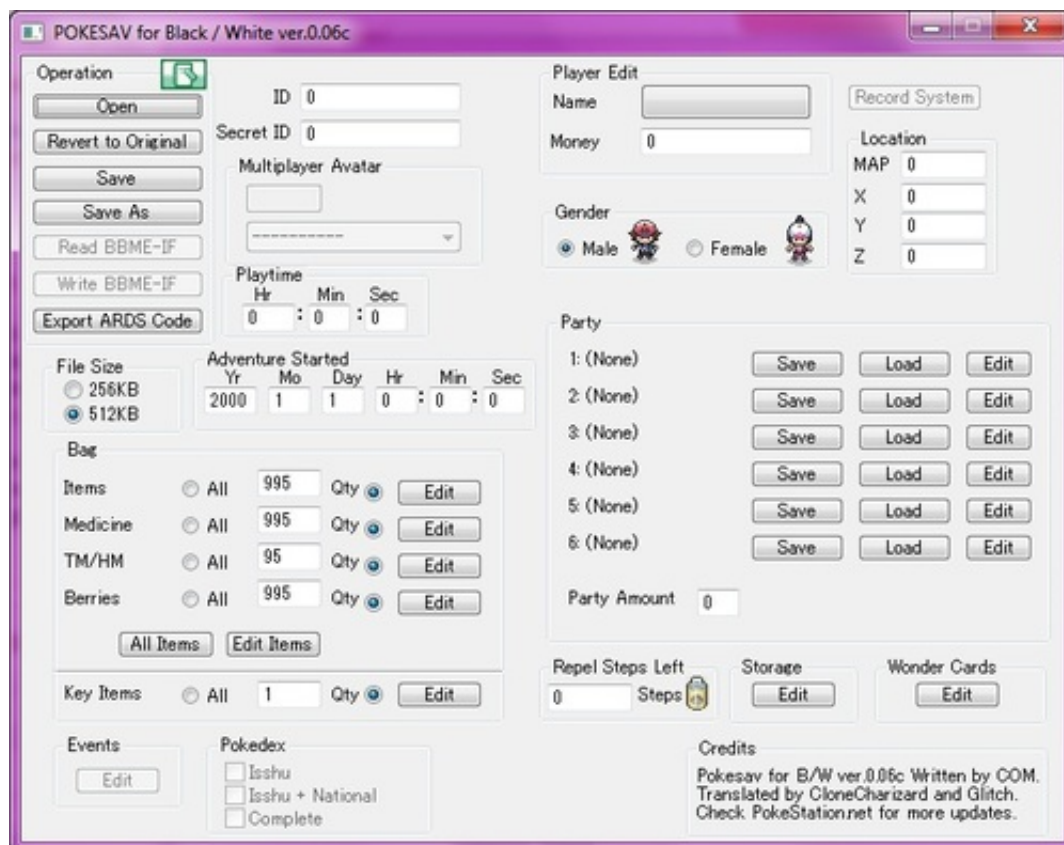 POKESAV for Black / White ver.0.06c
Operation
Open
Revert to Original
Save
Save As
Read BBME-IF
Write BBME-IF
Export ARDS Code
ID 0
Secret ID 0
Multiplayer Avatar
----------
Playtime
Hr Min Sec
0 : 0 : 0
Player Edit
Name
Money 0
Gender
Male Female
Record System
Location
MAP 0
X 0
Y 0
Z 0
File Size
256KB
512KB
Adventure Started
Yr Mo Day Hr Min Sec
2000 1 1 0 : 0 : 0
Bag
Items All 995 Qty Edit
Medicine All 995 Qty Edit
TM/HM All 95 Qty Edit
Berries All 995 Qty Edit
All Items Edit Items
Key Items All 1 Qty Edit
Party
1: (None) Save Load Edit
2: (None) Save Load Edit
3: (None) Save Load Edit
4: (None) Save Load Edit
5: (None) Save Load Edit
6: (None) Save Load Edit
Party Amount 0
Repel Steps Left
0 Steps
Storage
Edit
Wonder Cards
Edit
Events
Edit
Pokedex
Isshu
Isshu + National
Complete
Credits
Pokesav for B/W ver.0.06c Written by COM.
Translated by CloneCharizard and Glitch.
Check PokeStation.net for more updates.